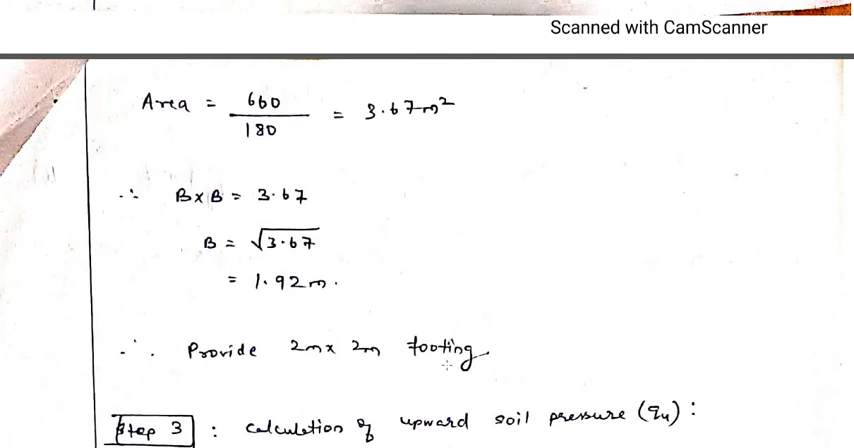 Scanned with CamScanner
Area = 660 / 180 = 3.67m²
∴ B x B = 3.67
B = √3.67
= 1.92m.
∴ Provide 2m x 2m footing
Step 3 : calculation of upward soil pressure (qu) :